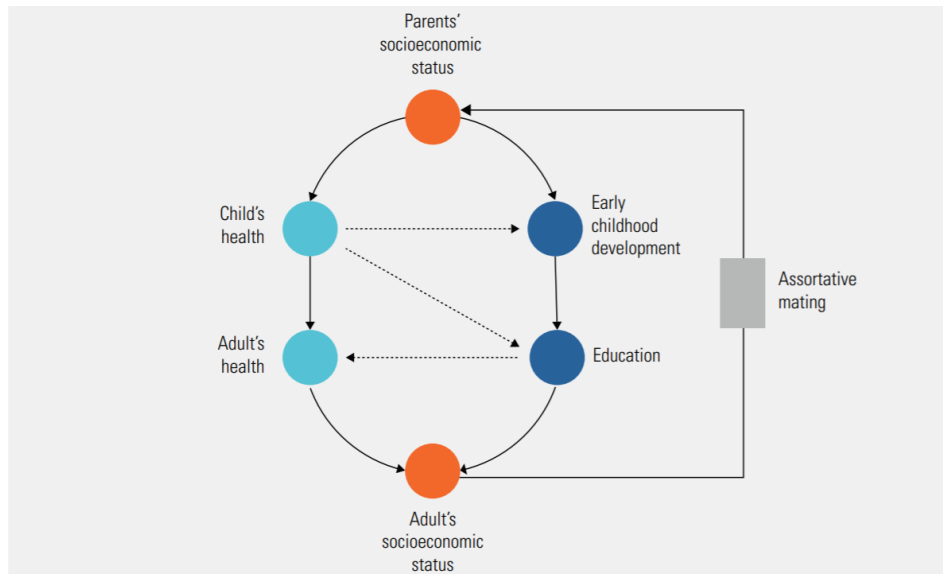 Parents'
socioeconomic
status
Child's
health
Early
childhood
development
Assortative
mating
Adult's
health
Education
Adult's
socioeconomic
status